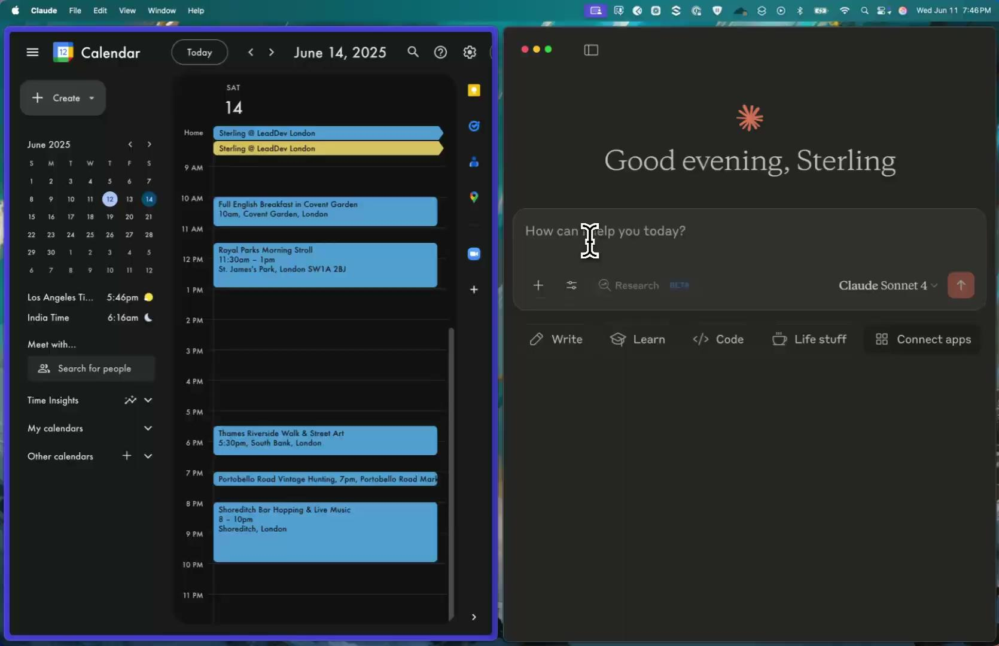 Claude File Edit View Window Help Wed Jun 11 7:46PM
12 Calendar Today June 14, 2025
Create
June 2025
S M T W T F S
1 2 3 4 5 6 7
8 9 10 11 12 13 14
15 16 17 18 19 20 21
22 23 24 25 26 27 28
29 30 1 2 3 4 5
6 7 8 9 10 11 12
Los Angeles Ti... 5:46pm
India Time 6:16am
Meet with...
Search for people
Time Insights
My calendars
Other calendars
SAT
14
Home
Sterling @ LeadDev London
Sterling @ LeadDev London
9 AM
10 AM
Full English Breakfast in Covent Garden
10am, Covent Garden, London
11 AM
Royal Parks Morning Stroll
12 PM
11:30am – 1pm
St. James's Park, London SW1A 2BJ
1 PM
2 PM
3 PM
4 PM
5 PM
Thames Riverside Walk & Street Art
6 PM
5:30pm, South Bank, London
7 PM
Portobello Road Vintage Hunting, 7pm, Portobello Road Mark
8 PM
Shoreditch Bar Hopping & Live Music
8 – 10pm
Shoreditch, London
9 PM
10 PM
11 PM
Good evening, Sterling
How can I help you today?
Research BETA
Claude Sonnet 4
Write
Learn
Code
Life stuff
Connect apps